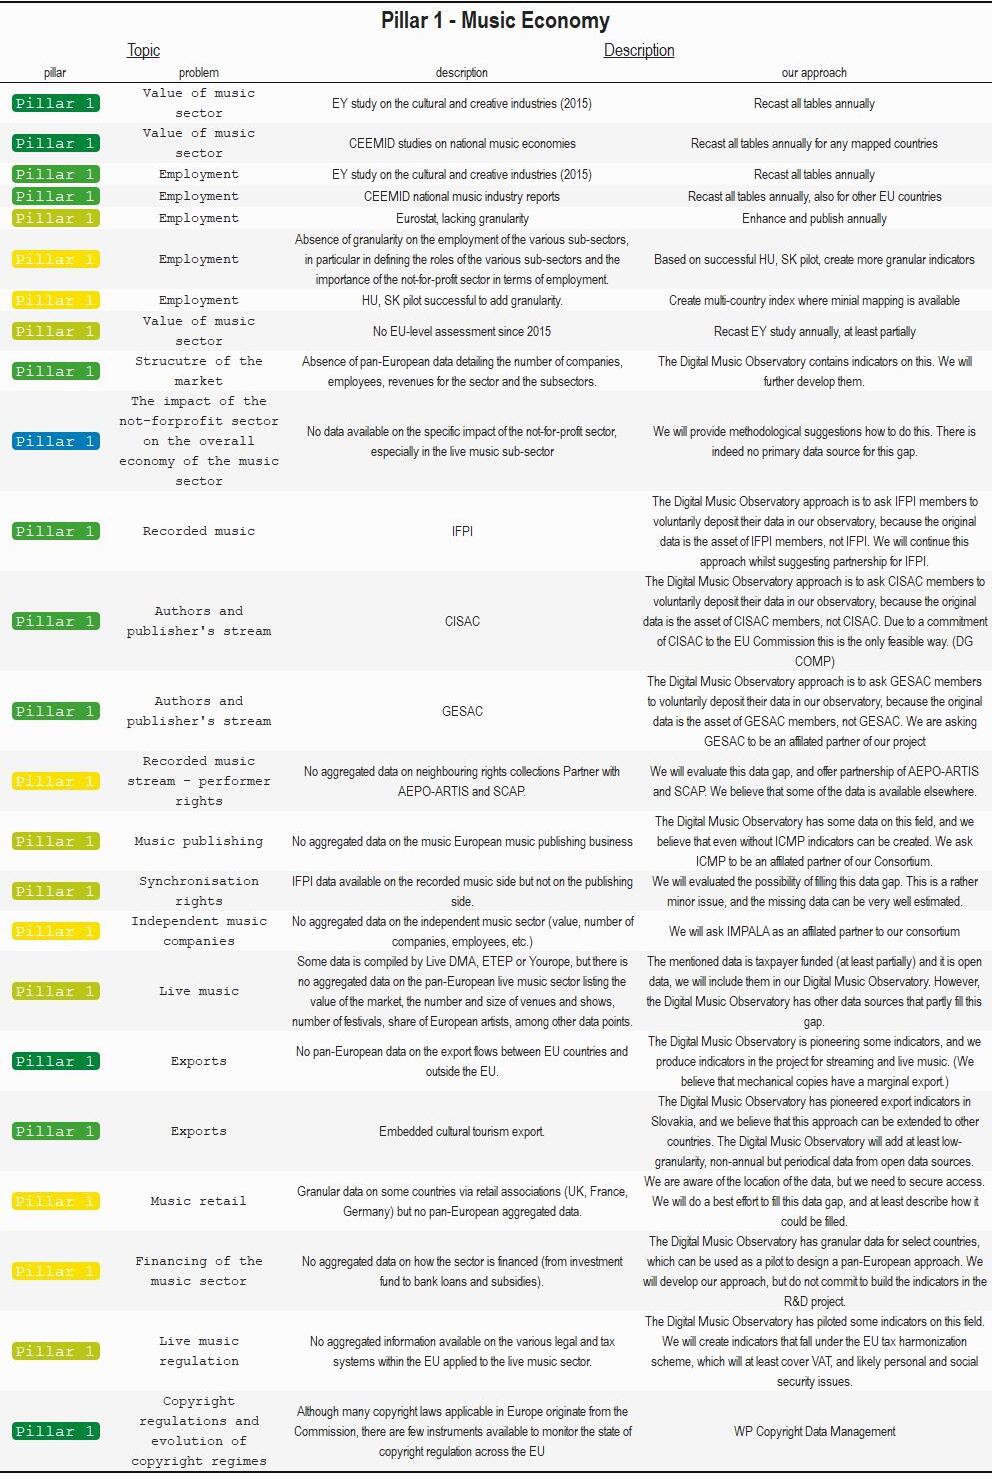 Pillar 1 - Music Economy
Topic Description
pillar problem description our approach
Pillar 1
Value of music
sector
EY study on the cultural and creative industries (2015)
Recast all tables annually
Pillar 1
Value of music
sector
CEEMID studies on national music economies
Recast all tables annually for any mapped countries
Pillar 1
Employment
EY study on the cultural and creative industries (2015)
Recast all tables annually
Pillar 1
Employment
CEEMID national music industry reports
Recast all tables annually, also for other EU countries
Pillar 1
Employment
Eurostat, lacking granularity
Enhance and publish annually
Pillar 1
Employment
Absence of granularity on the employment of the various sub-sectors,
in particular in defining the roles of the various sub-sectors and the
importance of the not-for-profit sector in terms of employment.
Based on successful HU, SK pilot, create more granular indicators
Pillar 1
Employment
HU, SK pilot successful to add granularity.
Create multi-country index where minial mapping is available
Pillar 1
Value of music
sector
No EU-level assessment since 2015
Recast EY study annually, at least partially
Pillar 1
Strucutre of the
market
Absence of pan-European data detailing the number of companies,
employees, revenues for the sector and the subsectors.
The Digital Music Observatory contains indicators on this. We will
further develop them.
Pillar 1
The impact of the
not-forprofit sector
on the overall
economy of the music
sector
No data available on the specific impact of the not-for-profit sector,
especially in the live music sub-sector
We will provide methodological suggestions how to do this. There is
indeed no primary data source for this gap.
Pillar 1
Recorded music
IFPI
The Digital Music Observatory approach is to ask IFPI members to
voluntarily deposit their data in our observatory, because the original
data is the asset of IFPI members, not IFPI. We will continue this
approach whilst suggesting partnership for IFPI.
Pillar 1
Authors and
publisher's stream
CISAC
The Digital Music Observatory approach is to ask CISAC members to
voluntarily deposit their data in our observatory, because the original
data is the asset of CISAC members, not CISAC. Due to a commitment
of CISAC to the EU Commission this is the only feasible way. (DG
COMP)
Pillar 1
Authors and
publisher's stream
GESAC
The Digital Music Observatory approach is to ask GESAC members
to voluntarily deposit their data in our observatory, because the original
data is the asset of GESAC members, not GESAC. We are asking
GESAC to be an affilated partner of our project
Pillar 1
Recorded music
stream - performer
rights
No aggregated data on neighbouring rights collections Partner with
AEPO-ARTIS and SCAP.
We will evaluate this data gap, and offer partnership of AEPO-ARTIS
and SCAP. We believe that some of the data is available elsewhere.
Pillar 1
Music publishing
No aggregated data on the music European music publishing business
The Digital Music Observatory has some data on this field, and we
believe that even without ICMP indicators can be created. We ask
ICMP to be an affilated partner of our Consortium.
Pillar 1
Synchronisation
rights
IFPI data available on the recorded music side but not on the publishing
side.
We will evaluated the possibility of filling this data gap. This is a rather
minor issue, and the missing data can be very well estimated.
Pillar 1
Independent music
companies
No aggregated data on the independent music sector (value, number of
companies, employees, etc.)
We will ask IMPALA as an affilated partner to our consortium
Pillar 1
Live music
Some data is compiled by Live DMA, ETEP or Yourope, but there is
no aggregated data on the pan-European live music sector listing the
value of the market, the number and size of venues and shows,
number of festivals, share of European artists, among other data points.
The mentioned data is taxpayer funded (at least partially) and it is open
data, we will include them in our Digital Music Observatory. However,
the Digital Music Observatory has other data sources that partly fill this
gap.
Pillar 1
Exports
No pan-European data on the export flows between EU countries and
outside the EU.
The Digital Music Observatory is pioneering some indicators, and we
produce indicators in the project for streaming and live music. (We
believe that mechanical copies have a marginal export.)
Pillar 1
Exports
Embedded cultural tourism export.
The Digital Music Observatory has pioneered export indicators in
Slovakia, and we believe that this approach can be extended to other
countries. The Digital Music Observatory will add at least low-
granularity, non-annual but periodical data from open data sources.
Pillar 1
Music retail
Granular data on some countries via retail associations (UK, France,
Germany) but no pan-European aggregated data.
We are aware of the location of the data, but we need to secure access.
We will do a best effort to fill this data gap, and at least describe how it
could be filled.
Pillar 1
Financing of the
music sector
No aggregated data on how the sector is financed (from investment
fund to bank loans and subsidies).
The Digital Music Observatory has granular data for select countries,
which can be used as a pilot to design a pan-European approach. We
will develop our approach, but do not commit to build the indicators in the
R&D project.
Pillar 1
Live music
regulation
No aggregated information available on the various legal and tax
systems within the EU applied to the live music sector.
The Digital Music Observatory has piloted some indicators on this field.
We will create indicators that fall under the EU tax harmonization
scheme, which will at least cover VAT, and likely personal and social
security issues.
Pillar 1
Copyright
regulations and
evolution of
copyright regimes
Although many copyright laws applicable in Europe originate from the
Commission, there are few instruments available to monitor the state of
copyright regulation across the EU
WP Copyright Data Management